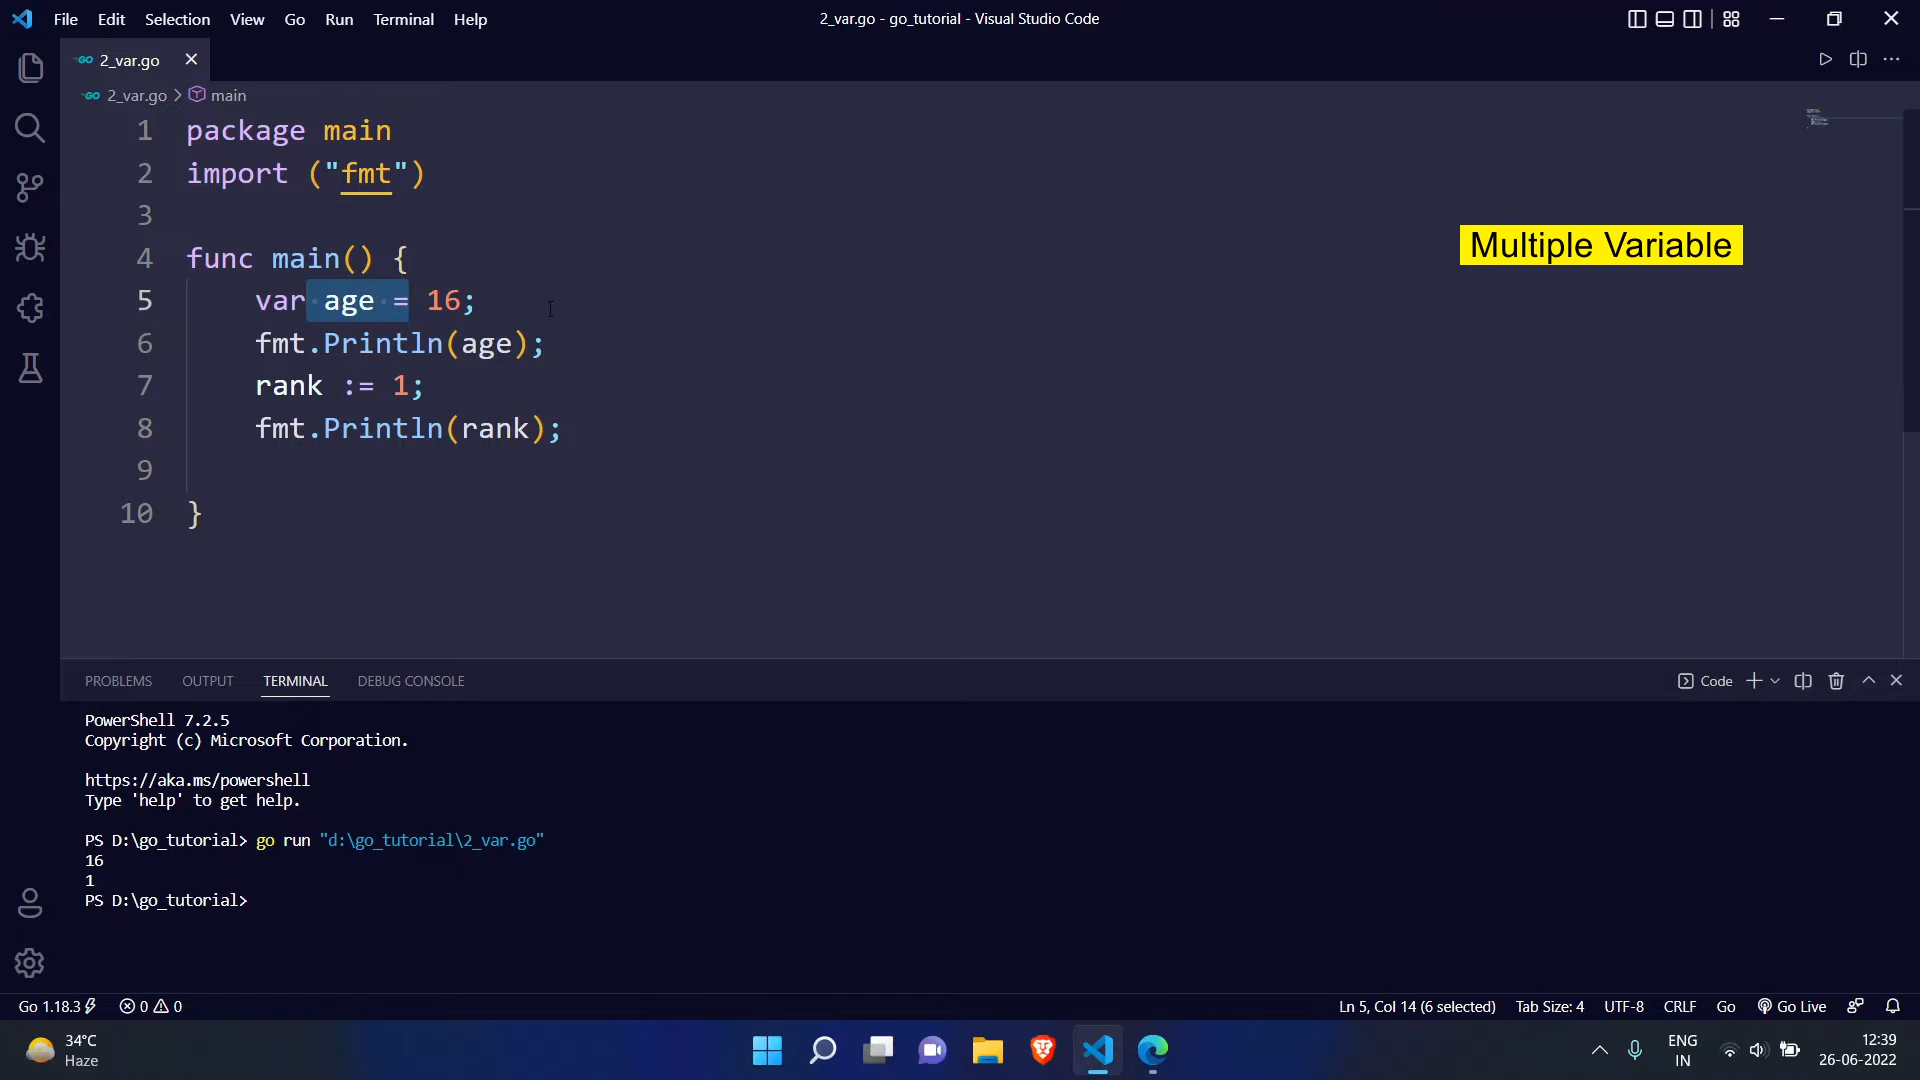 File Edit Selection View Go Run Terminal Help
2_var.go - go_tutorial - Visual Studio Code
2_var.go
2_var.go > main
1 package main
2 import ("fmt")
3
4 func main() {
5 var age = 16;
6 fmt.Println(age);
7 rank := 1;
8 fmt.Println(rank);
9
10 }
Multiple Variable
PROBLEMS OUTPUT TERMINAL DEBUG CONSOLE
Code
PowerShell 7.2.5
Copyright (c) Microsoft Corporation.
https://aka.ms/powershell
Type 'help' to get help.
PS D:\go_tutorial> go run "d:\go_tutorial\2_var.go"
16
1
PS D:\go_tutorial>
Go 1.18.3 0 0 Ln 5, Col 14 (6 selected) Tab Size: 4 UTF-8 CRLF Go Go Live
34°C
Haze
ENG
IN
12:39
26-06-2022